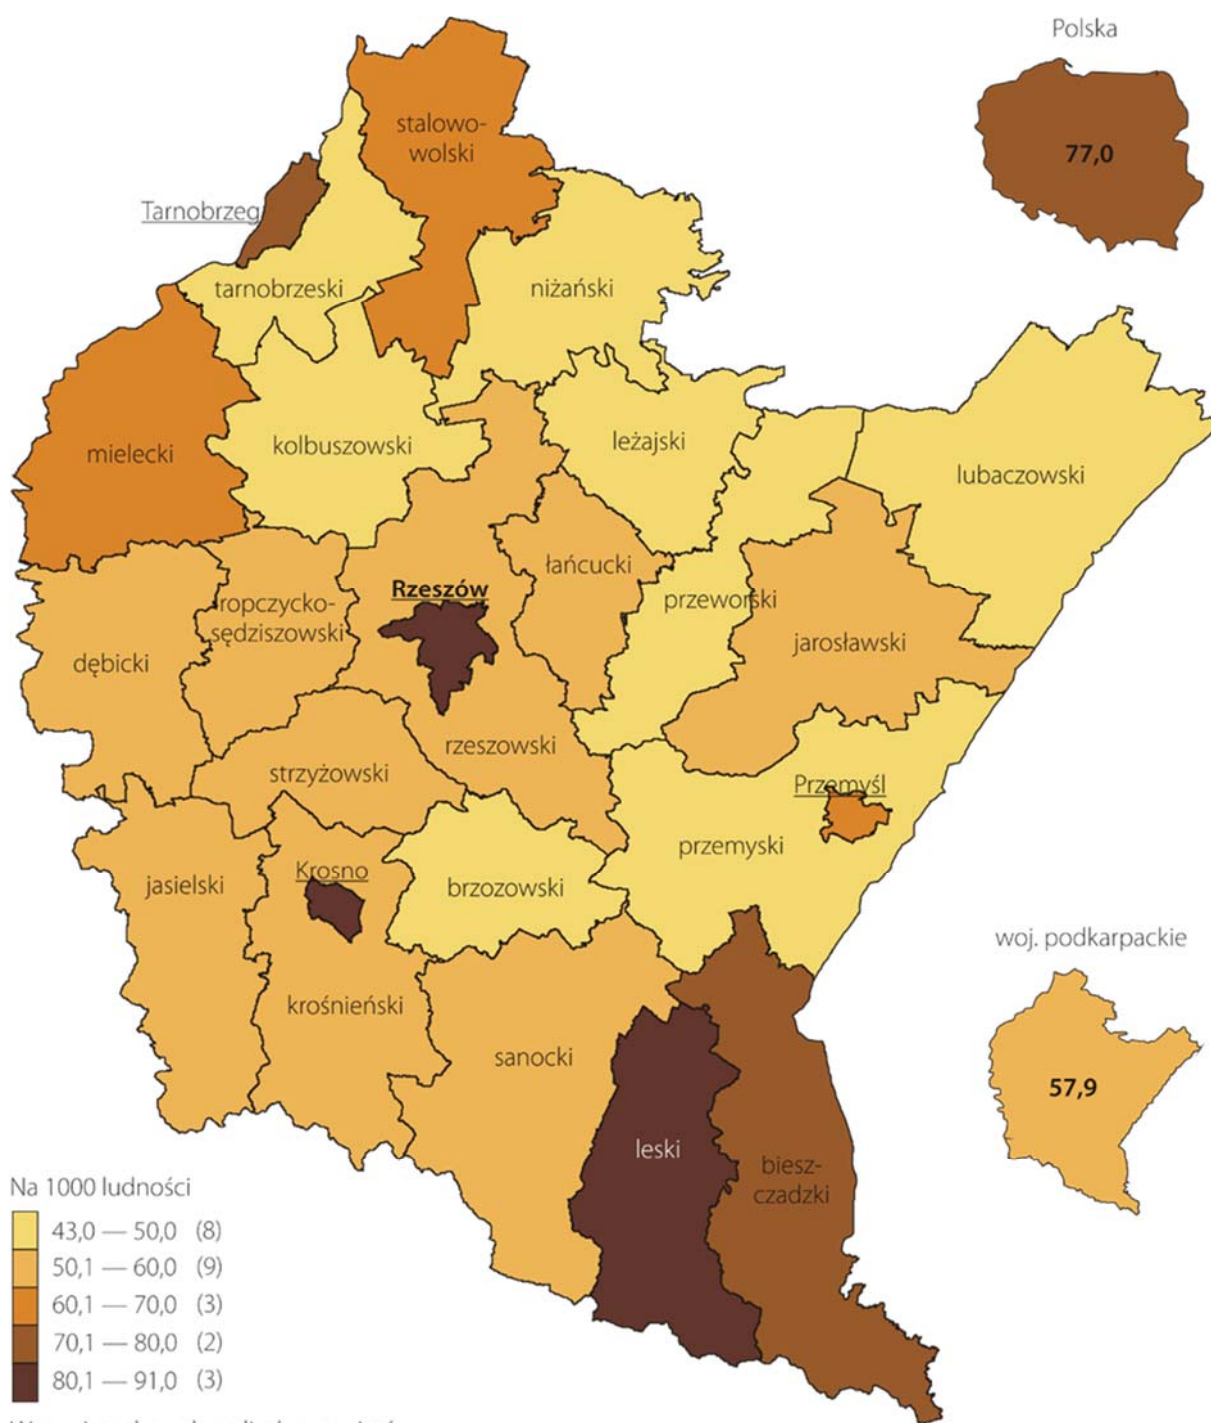 Polska
77,0
stalowo-
wolski
Tarnobrzeg
tarnobrzeski
niżański
mielecki
kolbuszowski
leżajski
lubaczowski
łańcucki
Rzeszów
przeworski
ropczycko-
sędziszowski
jarosławski
dębicki
rzeszowski
strzyżowski
Przemyśl
przemyski
Krosno
jasielski
brzozowski
woj. podkarpackie
57,9
krośnieński
sanocki
leski
biesz-
czadzki
Na 1000 ludności
43,0 — 50,0 (8)
50,1 — 60,0 (9)
60,1 — 70,0 (3)
70,1 — 80,0 (2)
80,1 — 91,0 (3)